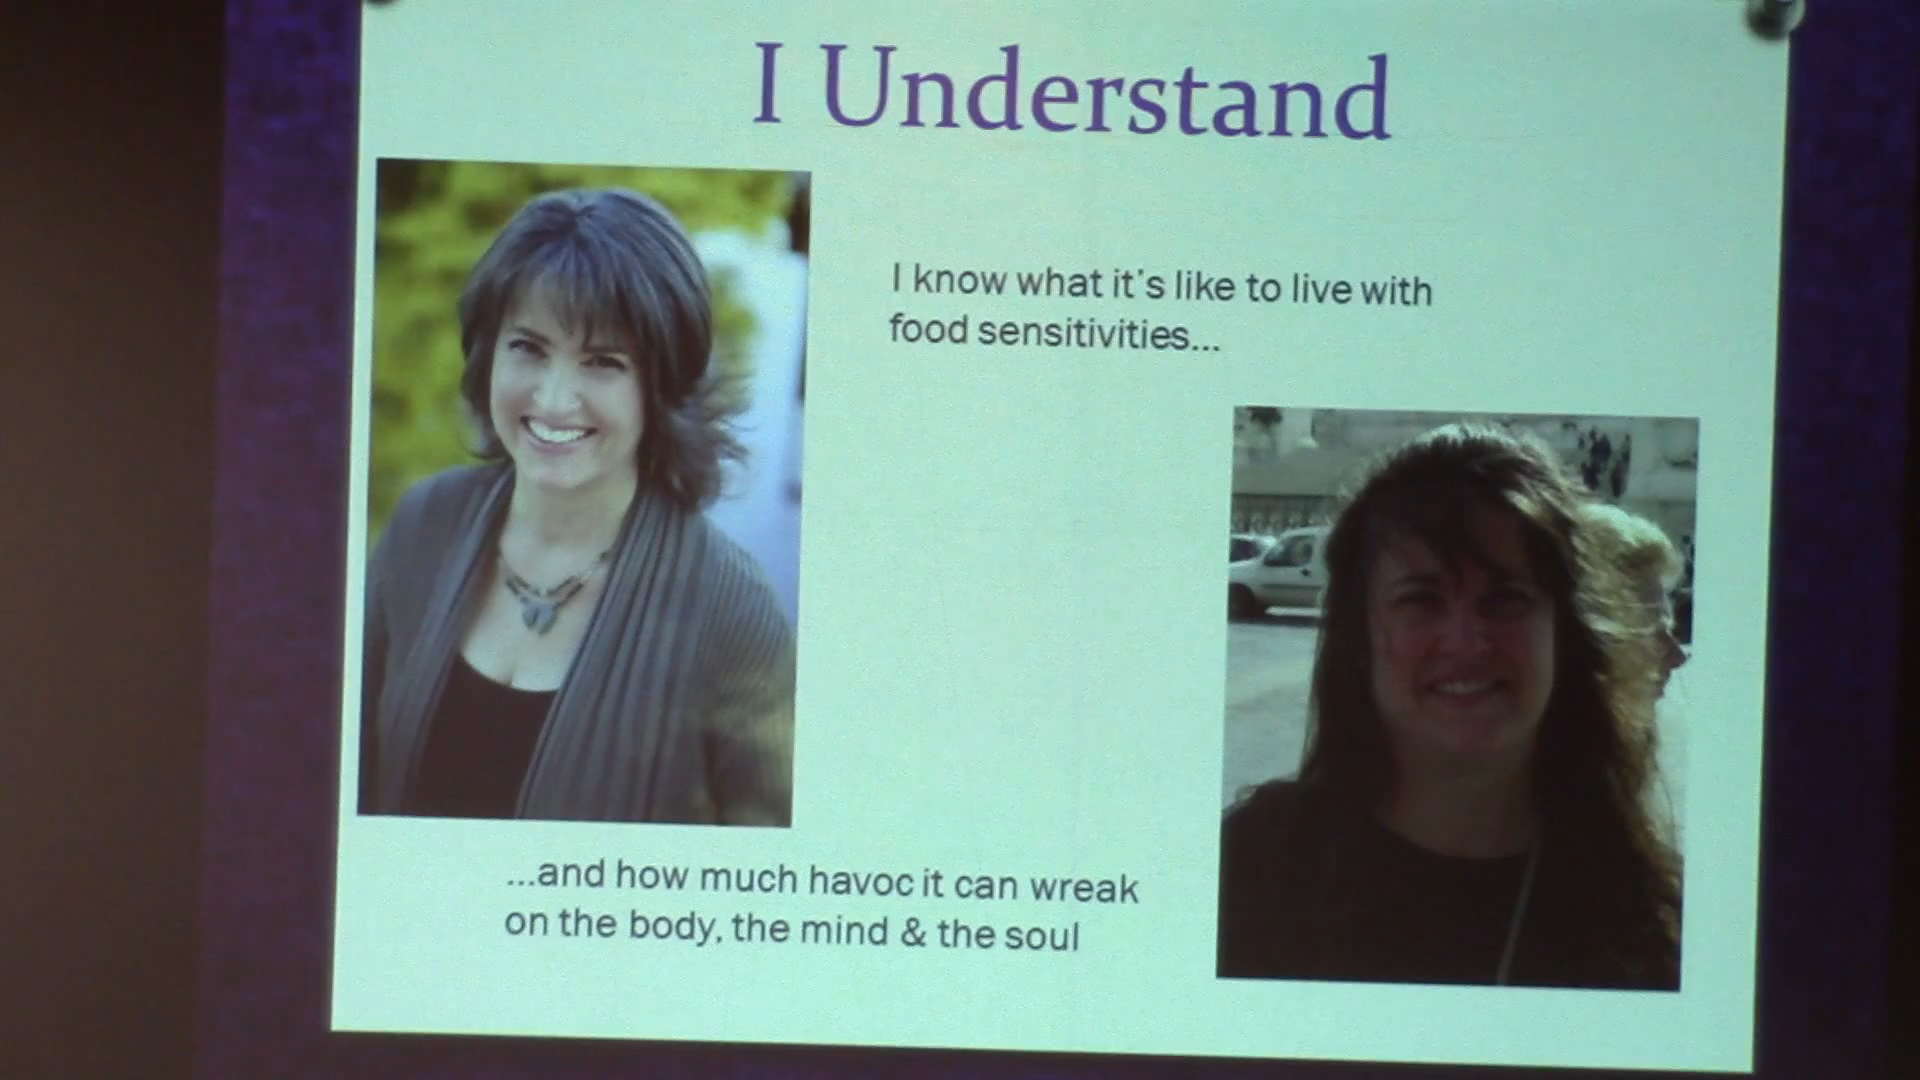 I Understand
I know what it's like to live with
food sensitivities...
...and how much havoc it can wreak
on the body, the mind & the soul